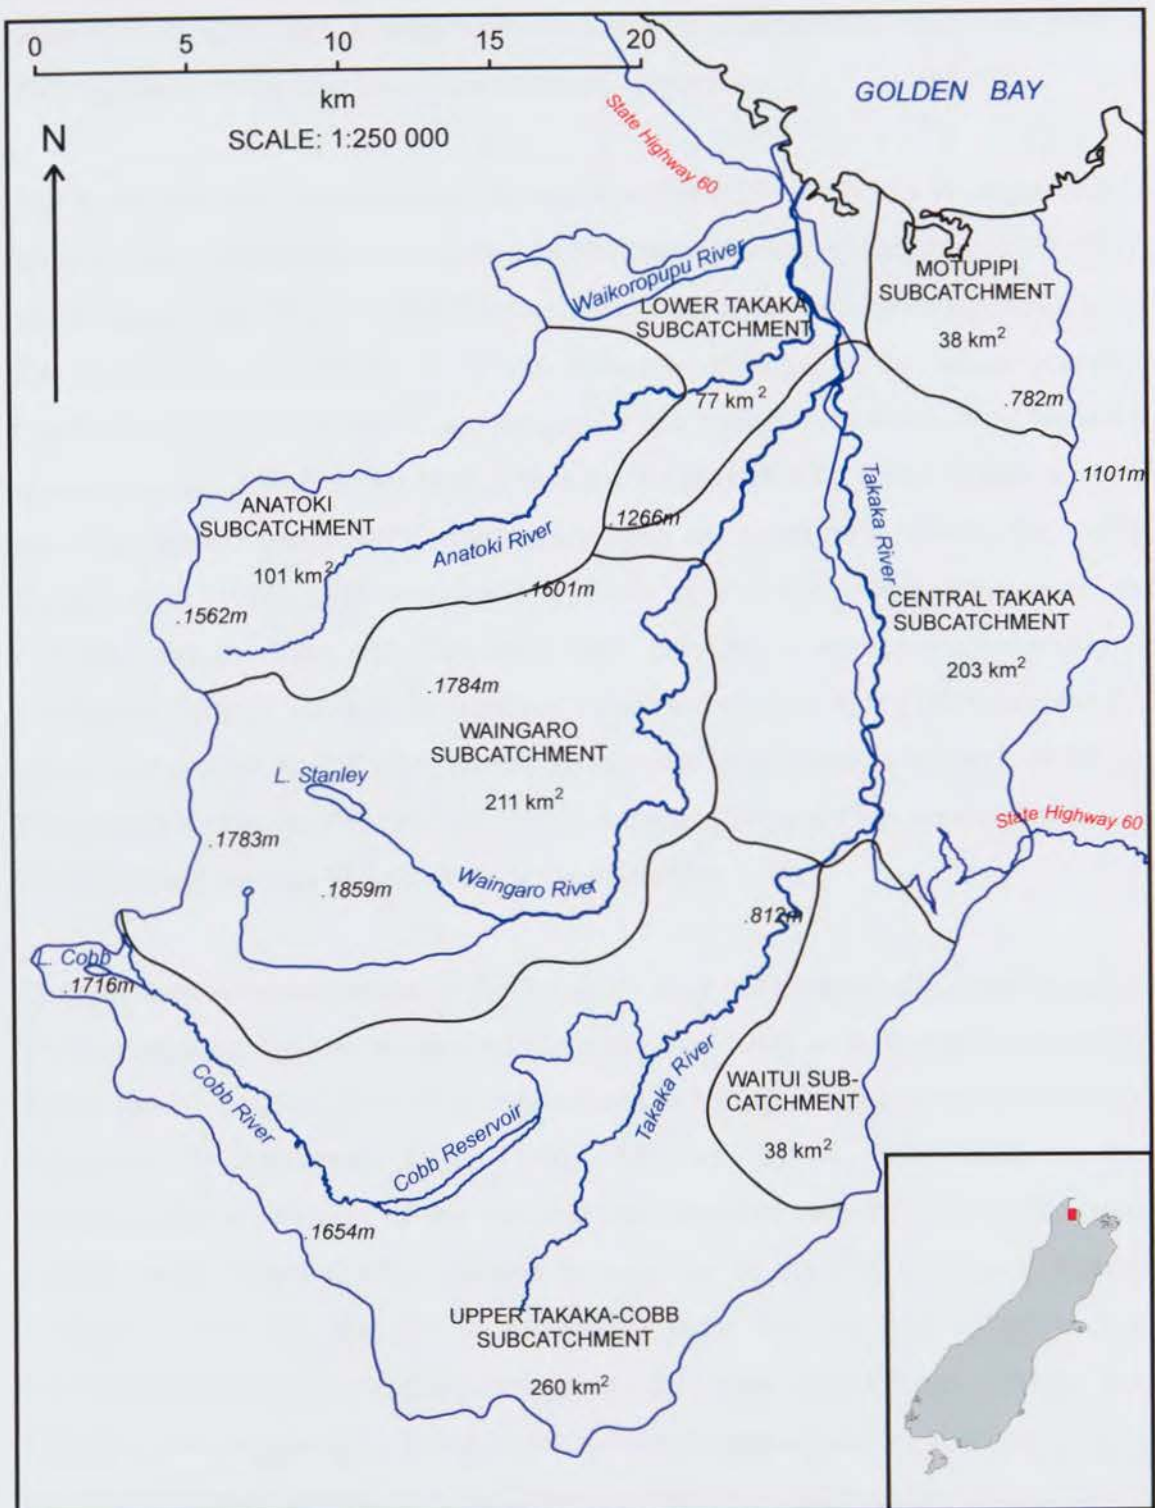 0 5 10 15 20
km
SCALE: 1:250 000
N
GOLDEN BAY
State Highway 60
Waikoropupu River
MOTUPIPI
SUBCATCHMENT
38 km²
LOWER TAKAKA
SUBCATCHMENT
77 km²
.782m
.1101m
Takaka River
ANATOKI
SUBCATCHMENT
101 km²
Anatoki River
.1266m
.1601m
.1562m
CENTRAL TAKAKA
SUBCATCHMENT
203 km²
.1784m
WAINGARO
SUBCATCHMENT
211 km²
L. Stanley
State Highway 60
.1783m
.1859m
Waingaro River
.812m
L. Cobb
.1716m
Cobb River
Cobb Reservoir
Takaka River
WAITUI SUB-
CATCHMENT
38 km²
.1654m
UPPER TAKAKA-COBB
SUBCATCHMENT
260 km²